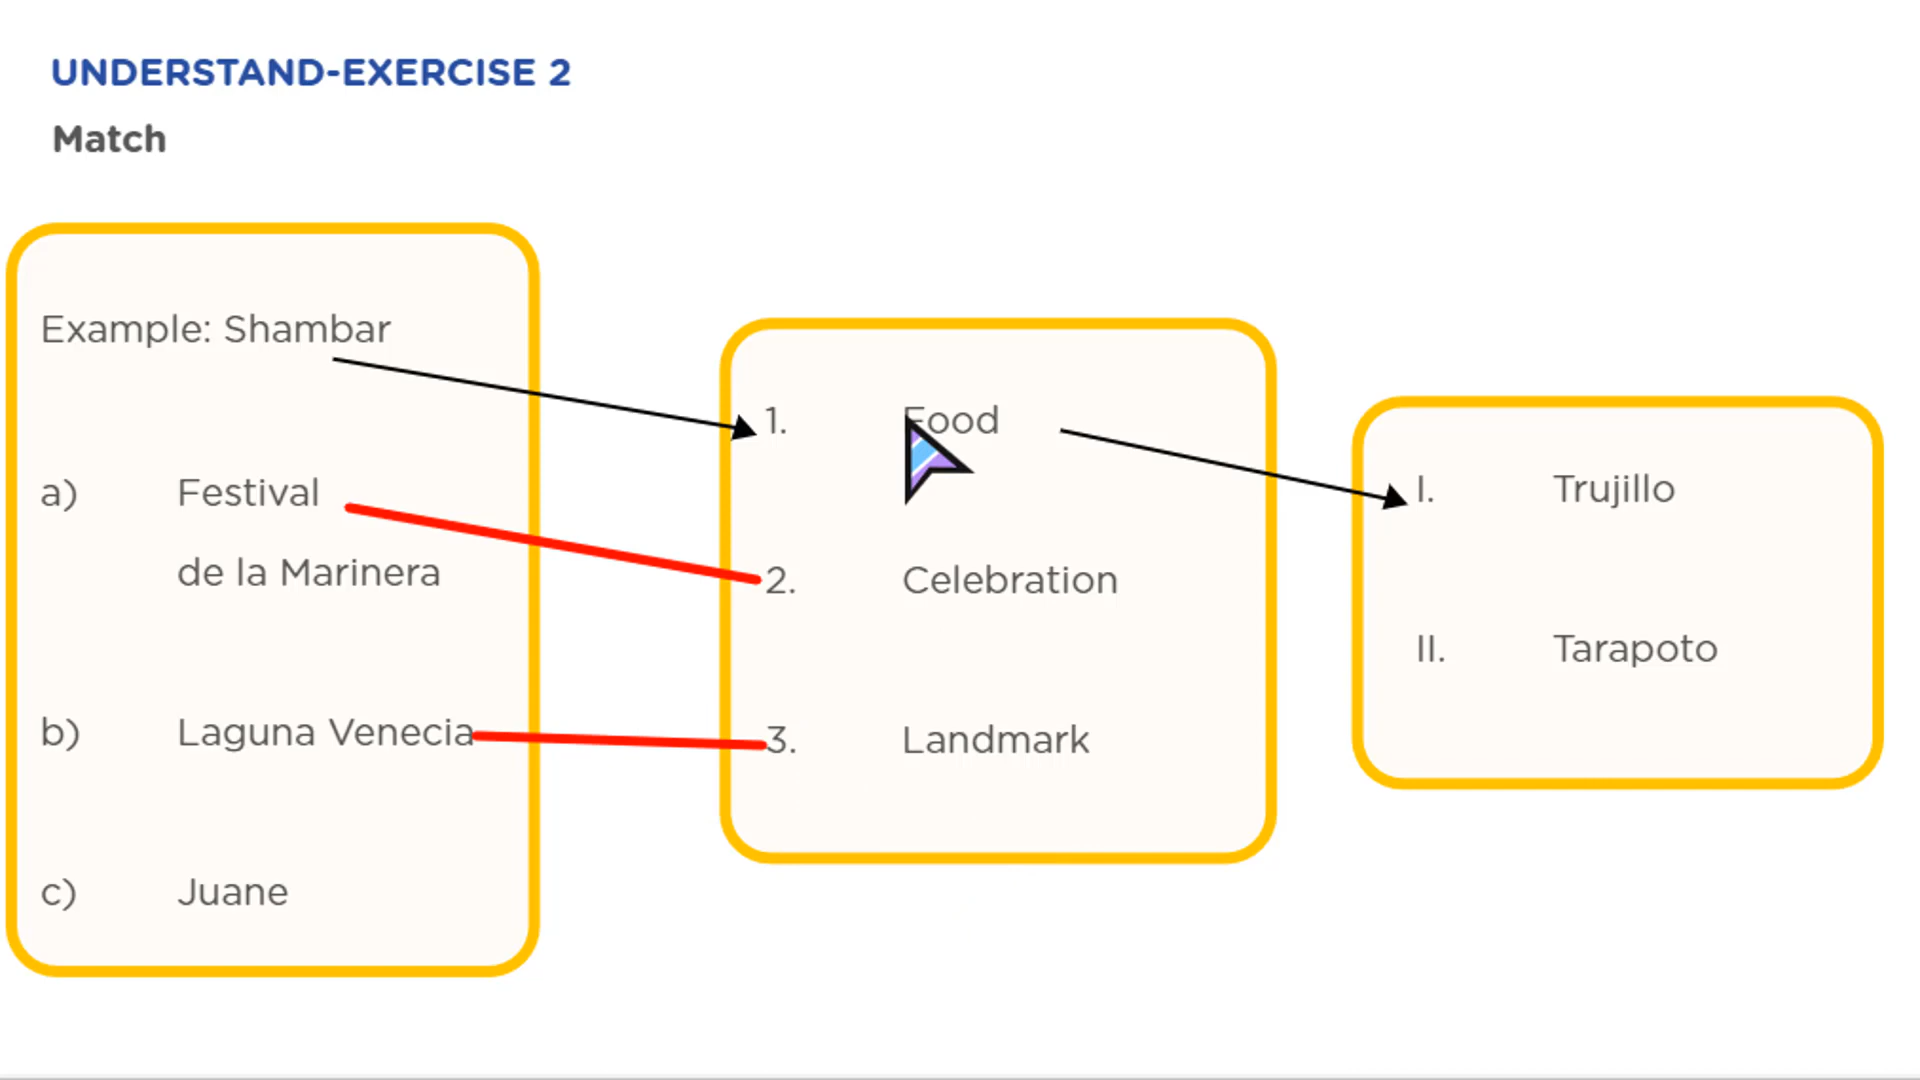 UNDERSTAND-EXERCISE 2
Match
Example: Shambar
a) Festival
de la Marinera
b) Laguna Venecia
c) Juane
1. Food
2. Celebration
3. Landmark
I. Trujillo
II. Tarapoto